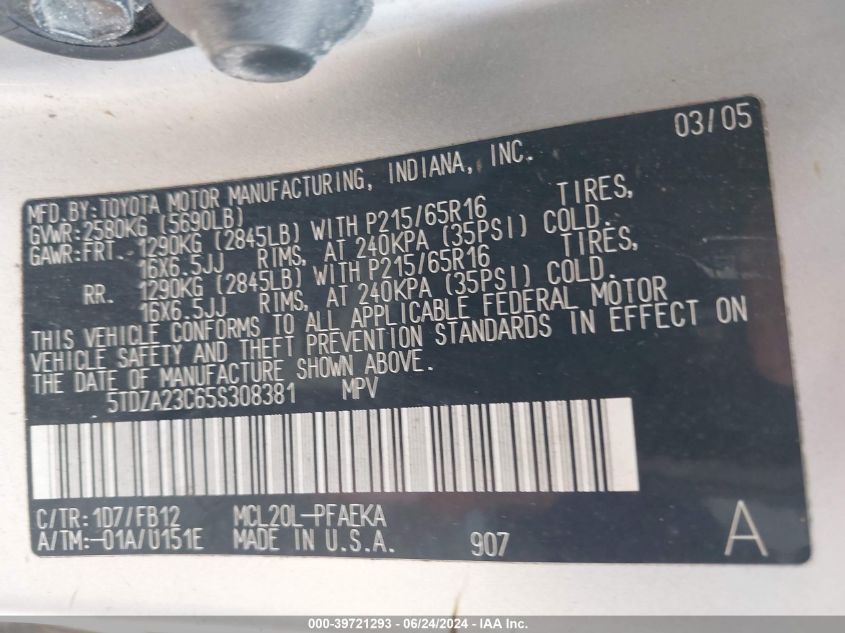 03/05
MFD.BY:TOYOTA MOTOR MANUFACTURING, INDIANA, INC.
GVWR:2580KG (5690LB)
GAWR:FRT. 1290KG (2845LB) WITH P215/65R16 TIRES,
16X6.5JJ RIMS, AT 240KPA (35PSI) COLD.
RR. 1290KG (2845LB) WITH P215/65R16 TIRES,
16X6.5JJ RIMS, AT 240KPA (35PSI) COLD.
THIS VEHICLE CONFORMS TO ALL APPLICABLE FEDERAL MOTOR
VEHICLE SAFETY AND THEFT PREVENTION STANDARDS IN EFFECT ON
THE DATE OF MANUFACTURE SHOWN ABOVE.
5TDZA23C65S308381 MPV
C/TR:1D7/FB12 MCL20L-PFAEKA
A/TM:-01A/U151E MADE IN U.S.A. 907 A
000-39721293 - 06/24/2024 - IAA Inc.